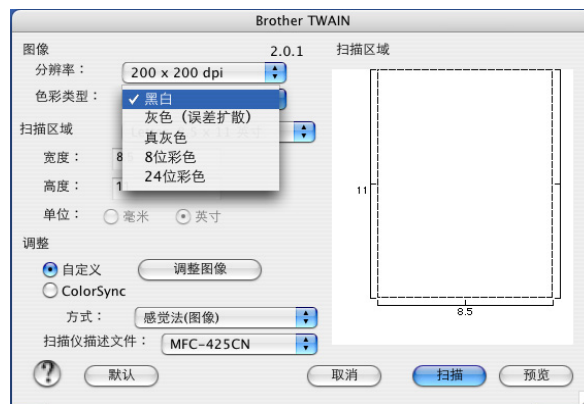 Brother TWAIN
图像 2.0.1 扫描区域
分辨率： 200 x 200 dpi
色彩类型： ✓ 黑白
灰色（误差扩散）
真灰色
8位彩色
24位彩色
扫描区域
宽度：
高度：
单位： 毫米 英寸
11
8.5
调整
自定义 调整图像
ColorSync
方式： 感觉法(图像)
扫描仪描述文件： MFC-425CN
? 默认 取消 扫描 预览